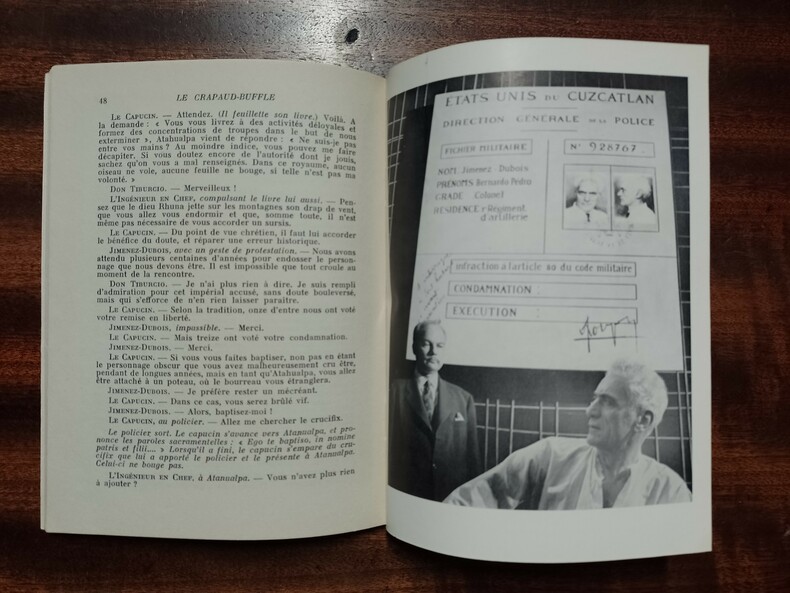 48
LE CRAPAUD-BUFFLE
LE CAPUCIN. — Attendez. (Il feuillette son livre.) Voilà. A
la demande : « Vous vous livrez à des activités déloyales et
formez des concentrations de troupes dans le but de nous
exterminer », Atahualpa vient de répondre : « Ne suis-je pas
entre vos mains ? Au moindre indice, vous pouvez me faire
décapiter. Si vous doutez encore de l'autorité dont je jouis,
sachez qu'on vous a mal renseignés. Dans ce royaume, aucun
oiseau ne vole, aucune feuille ne bouge, si telle n'est pas ma
volonté. »
DON TIBURCIO. — Merveilleux !
L'INGÉNIEUR EN CHEF, compulsant le livre lui aussi. — Pen-
sez que le dieu Rhuna jette sur les montagnes son drap de vent,
que vous allez vous endormir et que, somme toute, il n'est
même pas nécessaire de vous accorder un sursis.
LE CAPUCIN. — Du point de vue chrétien, il faut lui accorder
le bénéfice du doute, et réparer une erreur historique.
JIMENEZ-DUBOIS, avec un geste de protestation. — Nous avons
attendu plusieurs centaines d'années pour endosser le person-
nage que nous devons être. Il est impossible que tout croule au
moment de la rencontre.
DON TIBURCIO. — Je n'ai plus rien à dire. Je suis rempli
d'admiration pour cet impérial accusé, sans doute bouleversé,
mais qui s'efforce de n'en rien laisser paraître.
LE CAPUCIN. — Selon la tradition, onze d'entre nous ont
voté votre remise en liberté.
JIMENEZ-DUBOIS, impassible. — Merci.
LE CAPUCIN. — Mais treize ont voté votre condamnation.
JIMENEZ-DUBOIS. — Merci.
LE CAPUCIN. — Si vous vous faites baptiser, non pas en étant
le personnage obscur que vous avez malheureusement cru être,
pendant de longues années, mais en tant qu'Atahualpa, vous allez
être attaché à un poteau, où le bourreau vous étranglera.
JIMENEZ-DUBOIS. — Je préfère rester un mécréant.
LE CAPUCIN. — Dans ce cas, vous serez brûlé vif.
JIMENEZ-DUBOIS. — Alors, baptisez-moi !
LE CAPUCIN, au policier. — Allez me chercher le crucifix.
Le policier sort. Le capucin s'avance vers Atahualpa, et pro-
nonce les paroles sacramentelles : « Ego te baptiso, in nomine
patris et filii.... » Lorsqu'il a fini, le capucin s'empare du cru-
cifix que lui a apporté le policier et le présente à Atahualpa.
Celui-ci ne bouge pas.
L'INGÉNIEUR EN CHEF, à Atahualpa. — Vous n'avez plus rien
à ajouter ?
ETATS UNIS DU CUZCATLAN
DIRECTION GÉNÉRALE DE LA POLICE
FICHIER MILITAIRE
N° 928767.
NOM. Jimenez-Dubois
PRÉNOMS Bernardo Pedro
GRADE Colonel
RESIDENCE 1er Régiment
d'artillerie
Infraction à l'article 80 du code militaire
CONDAMNATION :
EXECUTION :